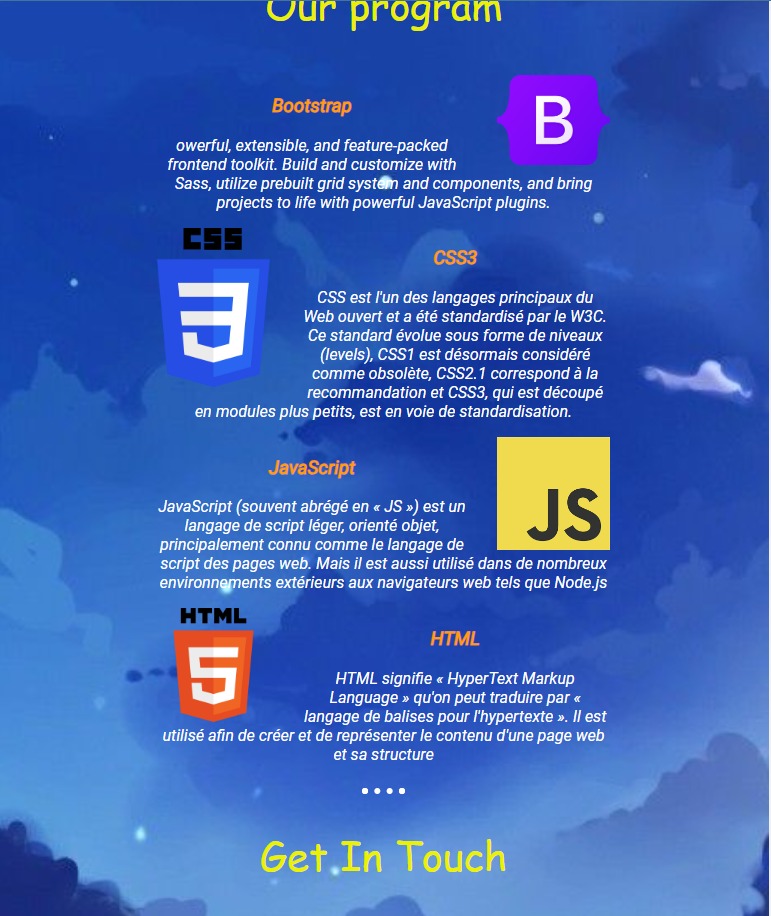 Our program
Bootstrap
B
owerful, extensible, and feature-packed
frontend toolkit. Build and customize with
Sass, utilize prebuilt grid system and components, and bring
projects to life with powerful JavaScript plugins.
CSS
3
CSS3
CSS est l'un des langages principaux du
Web ouvert et a été standardisé par le W3C.
Ce standard évolue sous forme de niveaux
(levels), CSS1 est désormais considéré
comme obsolète, CSS2.1 correspond à la
recommandation et CSS3, qui est découpé
en modules plus petits, est en voie de standardisation.
JavaScript
JS
JavaScript (souvent abrégé en « JS ») est un
langage de script léger, orienté objet,
principalement connu comme le langage de
script des pages web. Mais il est aussi utilisé dans de nombreux
environnements extérieurs aux navigateurs web tels que Node.js
HTML
5
HTML
HTML signifie « HyperText Markup
Language » qu'on peut traduire par «
langage de balises pour l'hypertexte ». Il est
utilisé afin de créer et de représenter le contenu d'une page web
et sa structure
Get In Touch